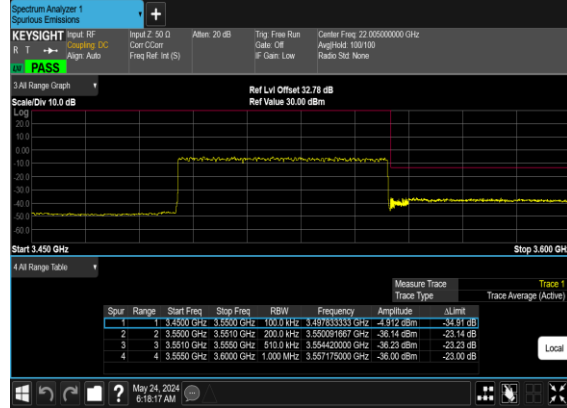 Spectrum Analyzer 1
Spurious Emissions
+
KEYSIGHT Input: RF Input Z: 50 Ω Atten: 20 dB Trig: Free Run Center Freq: 22.005000000 GHz
R T Coupling: DC Corr CCorr Gate: Off Avg|Hold: 100/100
Align: Auto Freq Ref: Int (S) IF Gain: Low Radio Std: None
LW PASS
3 All Range Graph
Ref Lvl Offset 32.78 dB
Scale/Div 10.0 dB Ref Value 30.00 dBm
Log
20.0
10.0
0.00
-10.0
-20.0
-30.0
-40.0
-50.0
-60.0
Start 3.450 GHz Stop 3.600 GHz
4 All Range Table
Measure Trace Trace 1
Trace Type Trace Average (Active)
Spur Range Start Freq Stop Freq RBW Frequency Amplitude ΔLimit
1 1 3.4500 GHz 3.5500 GHz 100.0 kHz 3.497833333 GHz -4.912 dBm -34.91 dB
2 2 3.5500 GHz 3.5510 GHz 200.0 kHz 3.550091667 GHz -36.14 dBm -23.14 dB
3 3 3.5510 GHz 3.5550 GHz 510.0 kHz 3.554420000 GHz -36.23 dBm -23.23 dB
4 4 3.5550 GHz 3.6000 GHz 1.000 MHz 3.557175000 GHz -36.00 dBm -23.00 dB
Local
? May 24, 2024
6:18:17 AM